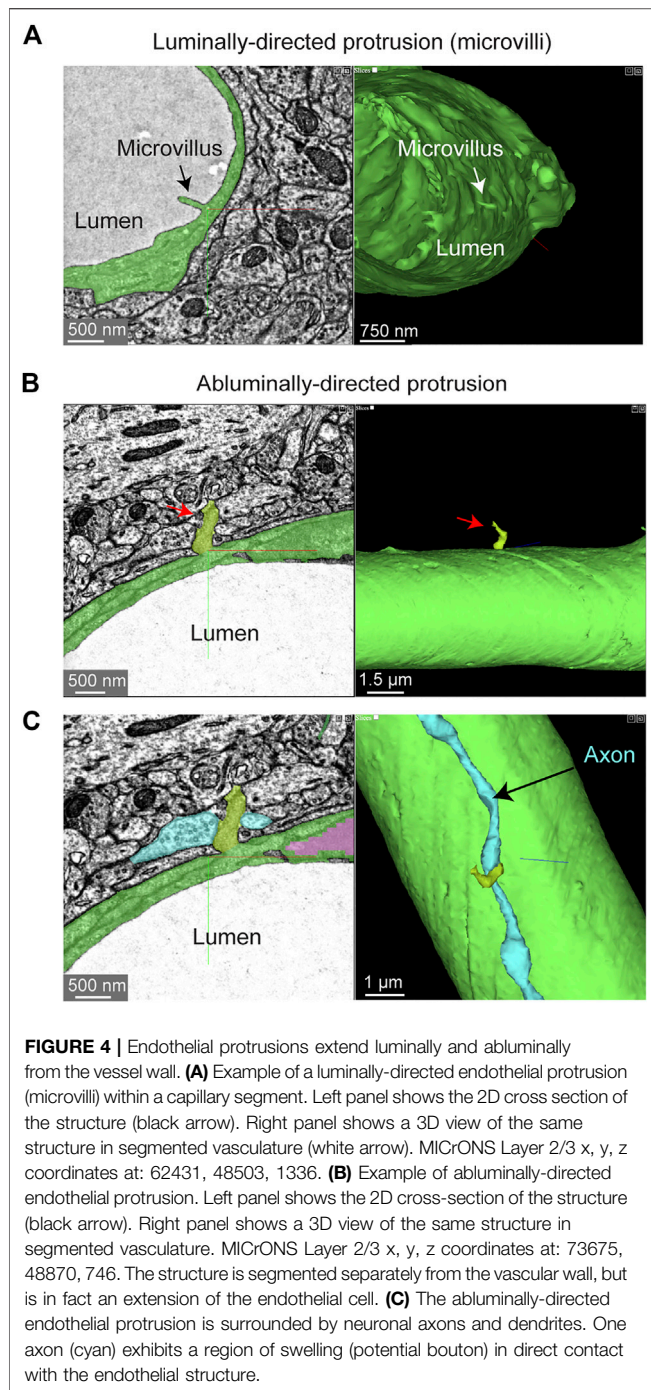 A
Luminally-directed protrusion (microvilli)
Slices
Microvillus
Lumen
500 nm
Microvillus
Lumen
750 nm
B
Abluminally-directed protrusion
Slices
Lumen
500 nm
1.5 µm
C
Slices
Lumen
500 nm
Axon
1 µm
FIGURE 4 | Endothelial protrusions extend luminally and abluminally
from the vessel wall. (A) Example of a luminally-directed endothelial protrusion
(microvilli) within a capillary segment. Left panel shows the 2D cross section of
the structure (black arrow). Right panel shows a 3D view of the same
structure in segmented vasculature (white arrow). MICrONS Layer 2/3 x, y, z
coordinates at: 62431, 48503, 1336. (B) Example of abluminally-directed
endothelial protrusion. Left panel shows the 2D cross-section of the structure
(black arrow). Right panel shows a 3D view of the same structure in
segmented vasculature. MICrONS Layer 2/3 x, y, z coordinates at: 73675,
48870, 746. The structure is segmented separately from the vascular wall, but
is in fact an extension of the endothelial cell. (C) The abluminally-directed
endothelial protrusion is surrounded by neuronal axons and dendrites. One
axon (cyan) exhibits a region of swelling (potential bouton) in direct contact
with the endothelial structure.